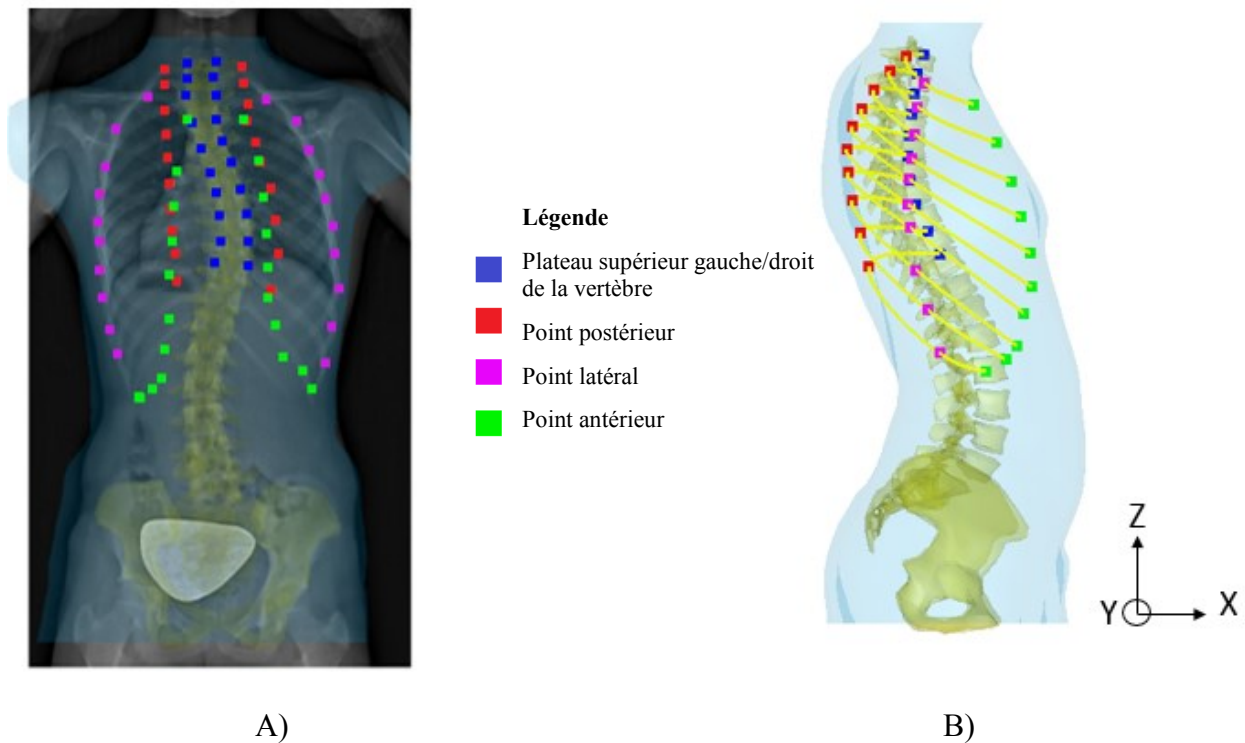 Légende
Plateau supérieur gauche/droit
de la vertèbre
Point postérieur
Point latéral
Point antérieur
Z
Y
X
A)
B)